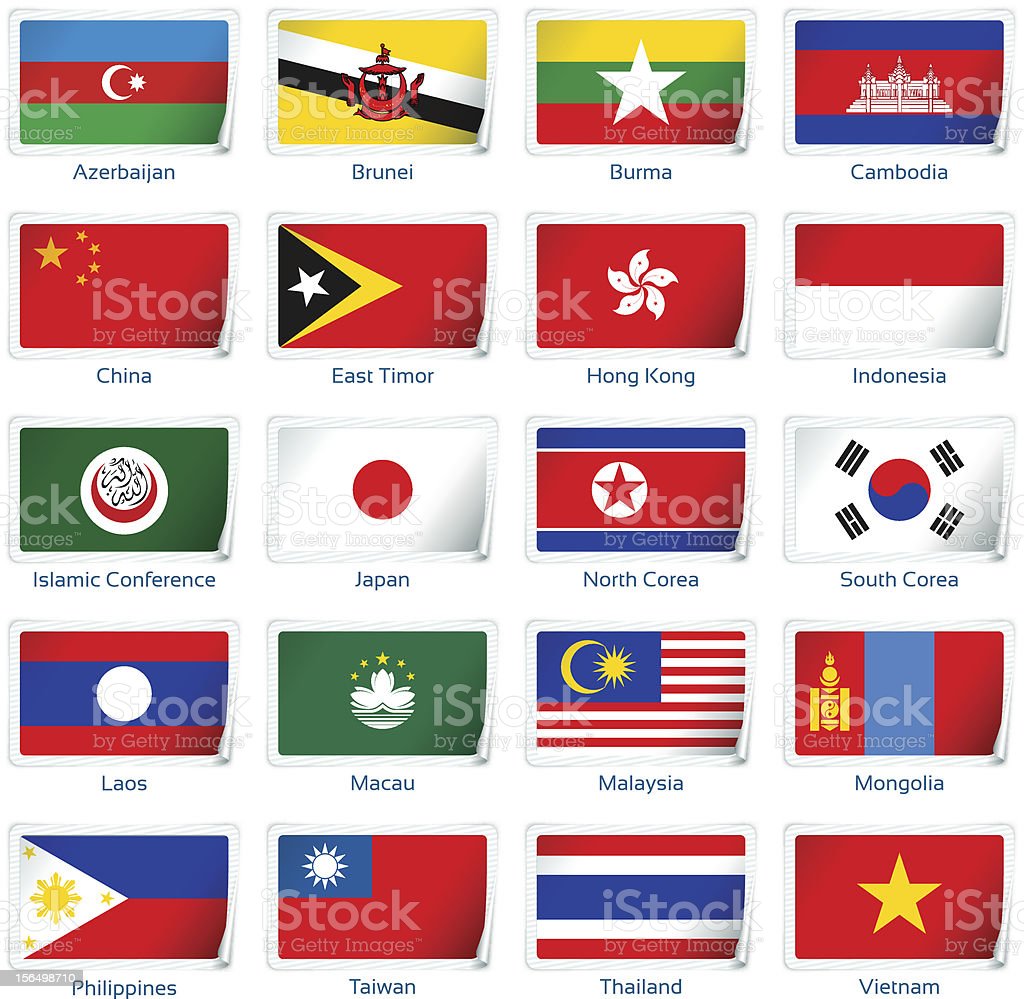 Azerbaijan
Brunei
Burma
Cambodia
China
East Timor
Hong Kong
Indonesia
Islamic Conference
Japan
North Corea
South Corea
Laos
Macau
Malaysia
Mongolia
Philippines
Taiwan
Thailand
Vietnam
iStock
by Getty Images™
156498710